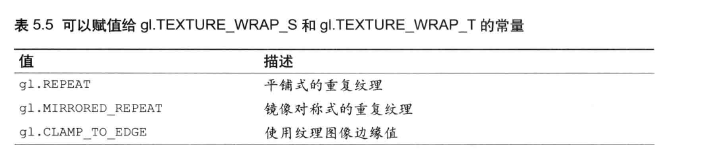 表 5.5 可以赋值给 gl.TEXTURE_WRAP_S 和 gl.TEXTURE_WRAP_T 的常量
值 描述
gl.REPEAT 平铺式的重复纹理
gl.MIRRORED_REPEAT 镜像对称式的重复纹理
gl.CLAMP_TO_EDGE 使用纹理图像边缘值